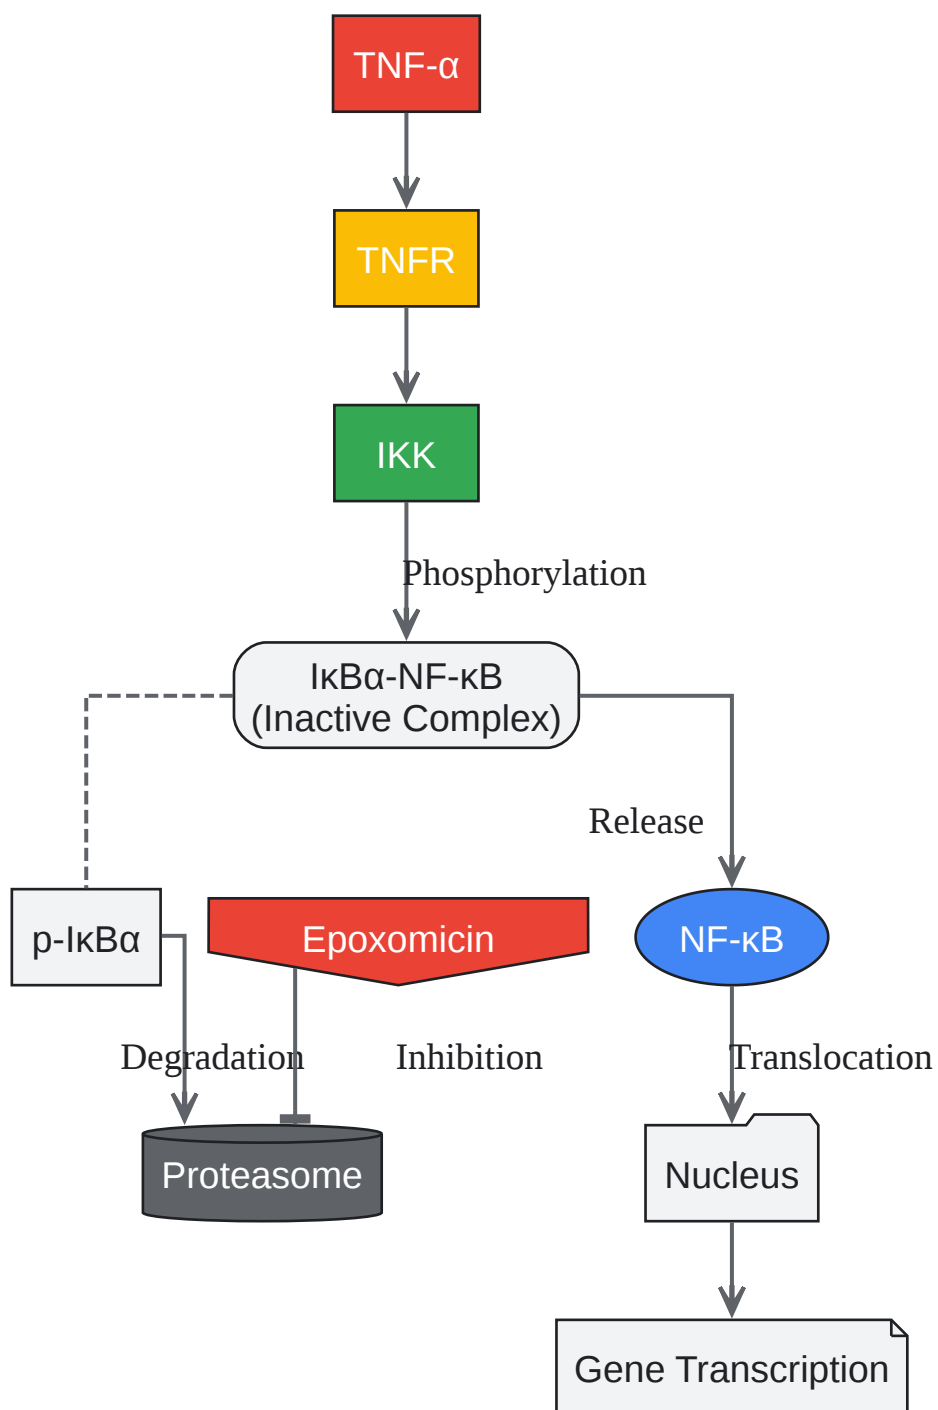 TNF-α
TNFR
IKK
Phosphorylation
IκBα-NF-κB
(Inactive Complex)
Release
p-IκBα
Epoxomicin
NF-κB
Degradation
Inhibition
Translocation
Proteasome
Nucleus
Gene Transcription